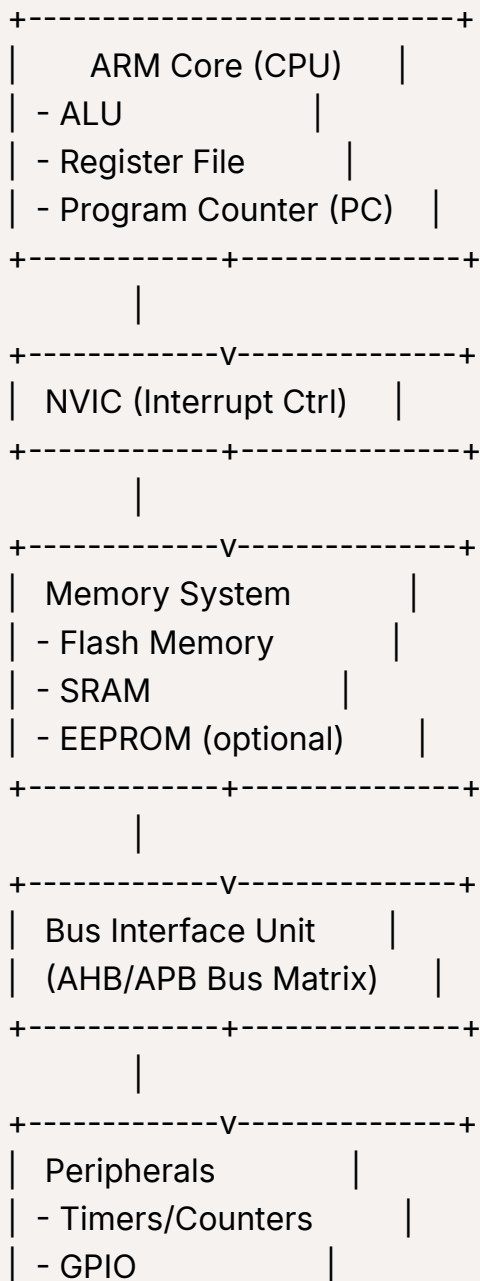 +-----------------------------+
|        ARM Core (CPU)      |
|  - ALU                    |
|  - Register File           |
|  - Program Counter (PC)    |
+-------------+---------------+
              |
+-------------v---------------+
|   NVIC (Interrupt Ctrl)     |
+-------------+---------------+
              |
+-------------v---------------+
|   Memory System             |
|  - Flash Memory             |
|  - SRAM                    |
|  - EEPROM (optional)        |
+-------------+---------------+
              |
+-------------v---------------+
|   Bus Interface Unit        |
|   (AHB/APB Bus Matrix)      |
+-------------+---------------+
              |
+-------------v---------------+
|   Peripherals               |
|  - Timers/Counters          |
|  - GPIO                    |